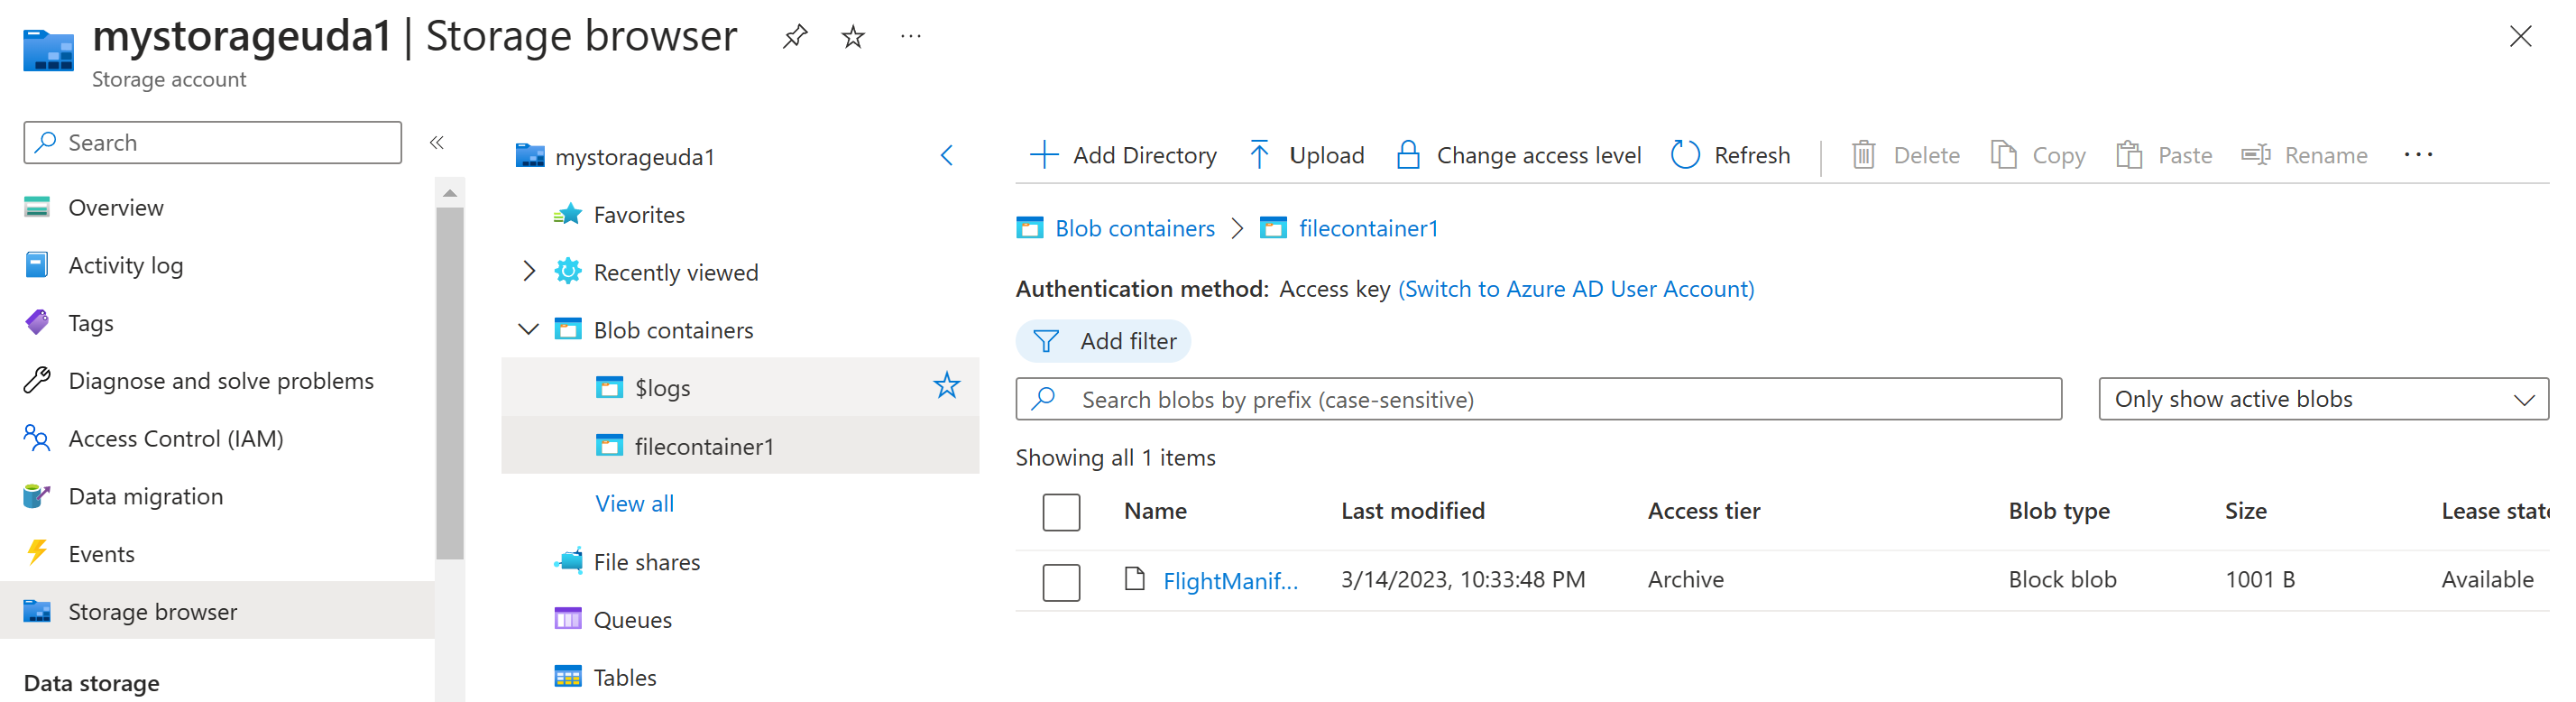 mystorageuda1 | Storage browser ...
Storage account
Search
«
Overview
Activity log
Tags
Diagnose and solve problems
Access Control (IAM)
Data migration
Events
Storage browser
Data storage
mystorageuda1
Favorites
Recently viewed
Blob containers
$logs
filecontainer1
View all
File shares
Queues
Tables
Add Directory Upload Change access level Refresh Delete Copy Paste Rename ...
Blob containers > filecontainer1
Authentication method: Access key (Switch to Azure AD User Account)
Add filter
Search blobs by prefix (case-sensitive) Only show active blobs
Showing all 1 items
Name Last modified Access tier Blob type Size Lease state
FlightManif... 3/14/2023, 10:33:48 PM Archive Block blob 1001 B Available